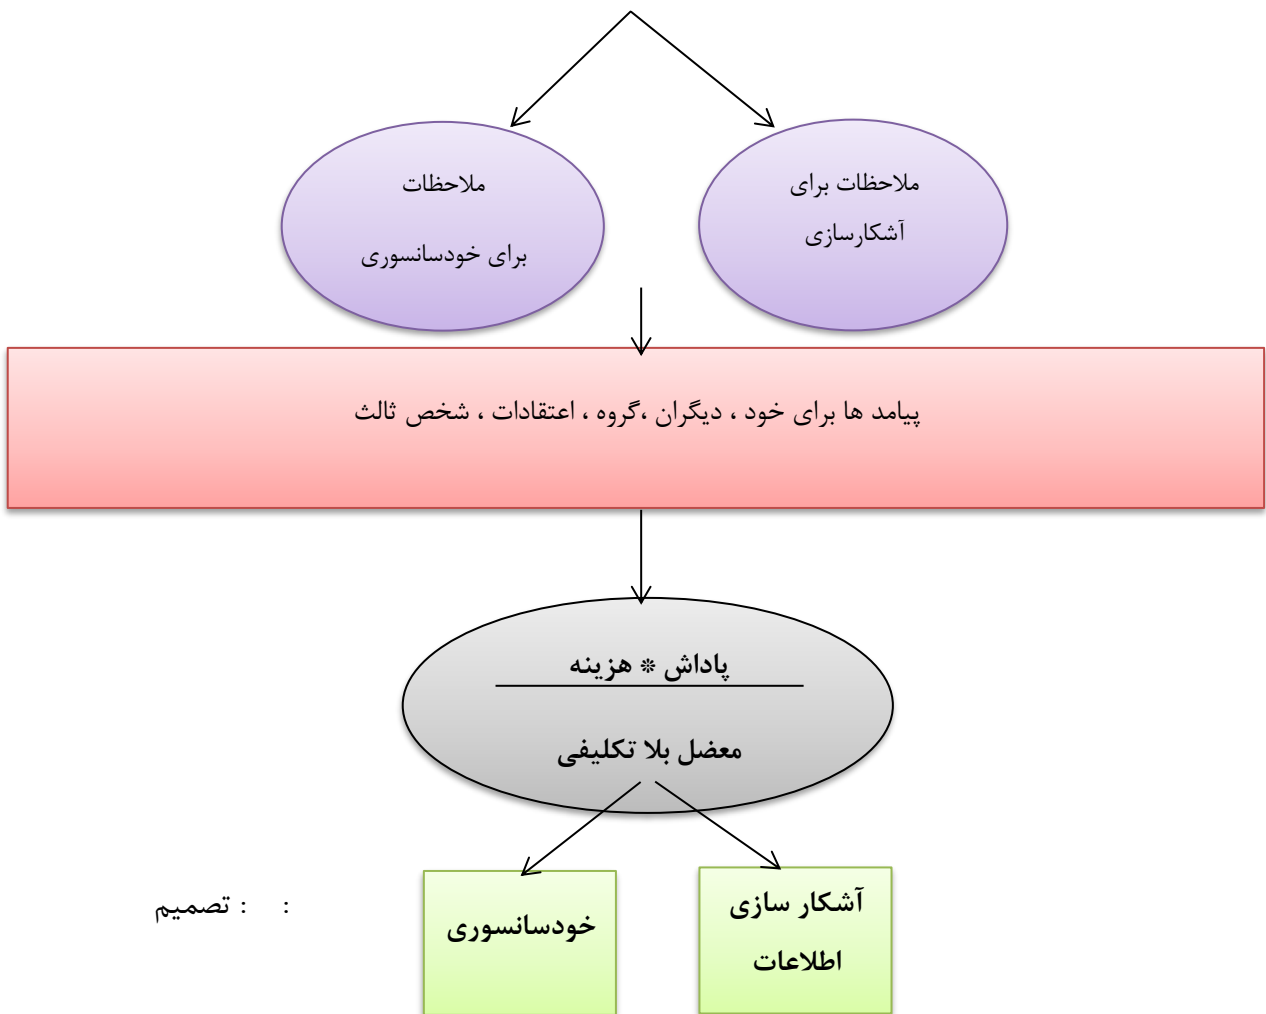 ملاحظات برای
آشکارسازی
ملاحظات
برای خودسانسوری
پیامد ها برای خود ، دیگران ،گروه ، اعتقادات ، شخص ثالث
پاداش * هزینه
معضل بلا تکلیفی
آشکار سازی
اطلاعات
خودسانسوری
: تصمیم :